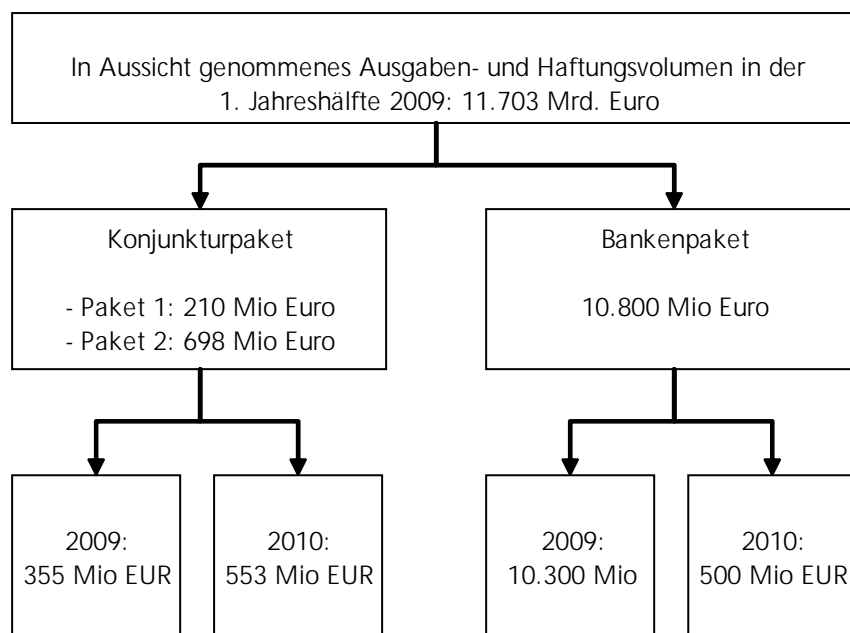 In Aussicht genommenes Ausgaben- und Haftungsvolumen in der
1. Jahreshälfte 2009: 11.703 Mrd. Euro
Konjunkturpaket
- Paket 1: 210 Mio Euro
- Paket 2: 698 Mio Euro
Bankenpaket
10.800 Mio Euro
2009:
355 Mio EUR
2010:
553 Mio EUR
2009:
10.300 Mio
2010:
500 Mio EUR